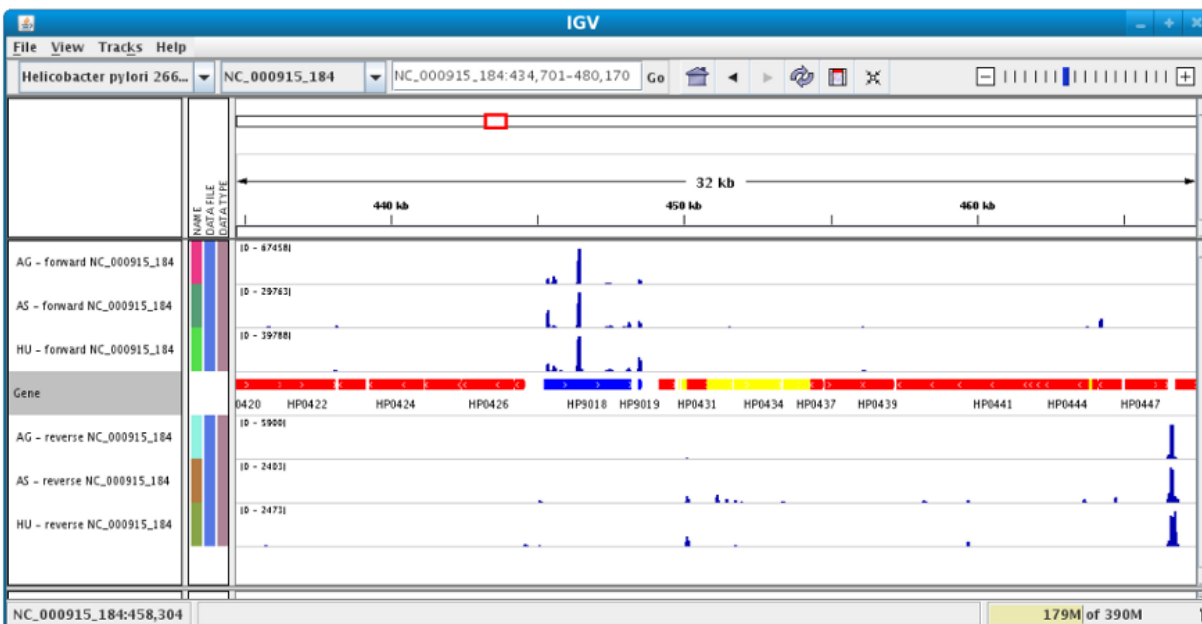 IGV
File View Tracks Help
Helicobacter pylori 266... NC_000915_184 NC_000915_184:434,701-480,170 Go
NAME
DATA FILE
DATA TYPE
32 kb
440 kb 450 kb 460 kb
AG - forward NC_000915_184 [0 - 67458]
AS - forward NC_000915_184 [0 - 29763]
HU - forward NC_000915_184 [0 - 39788]
Gene
0420 HP0422 HP0424 HP0426 HP9018 HP9019 HP0431 HP0434 HP0437 HP0439 HP0441 HP0444 HP0447
AG - reverse NC_000915_184 [0 - 5900]
AS - reverse NC_000915_184 [0 - 2403]
HU - reverse NC_000915_184 [0 - 2473]
NC_000915_184:458,304 179M of 390M